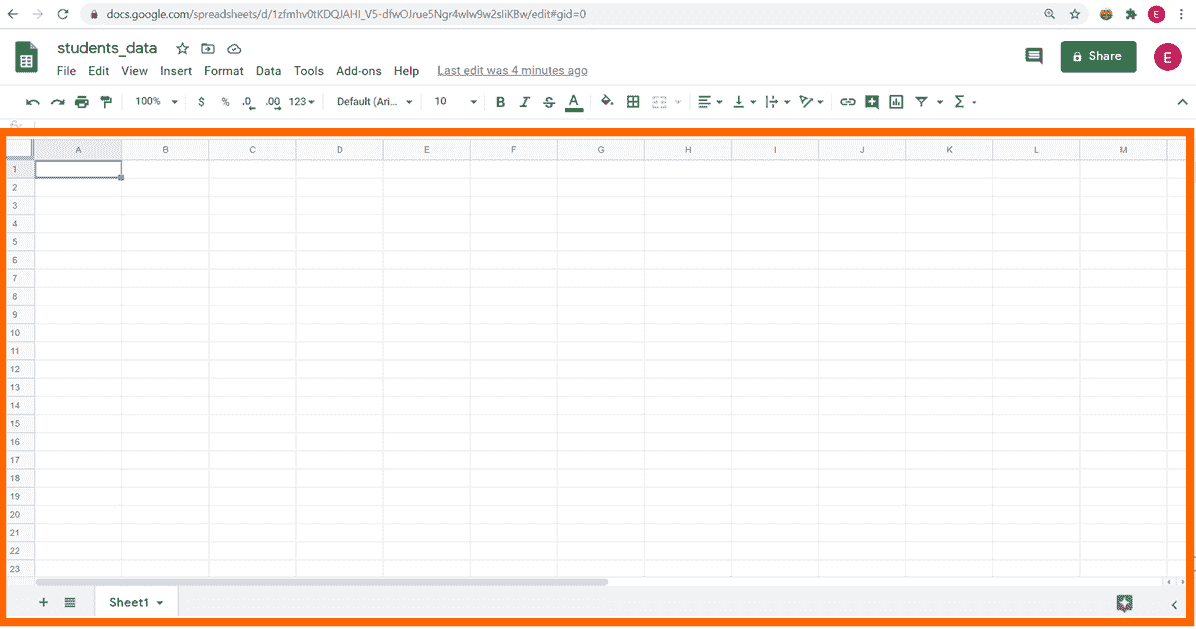 docs.google.com/spreadsheets/d/1zfmhv0tKDQJAHI_V5-dfwOJrue5Ngr4wlw9w2sliKBw/edit#gid=0
E
students_data
File Edit View Insert Format Data Tools Add-ons Help Last edit was 4 minutes ago
Share
E
100% $ % .0 .00 123 Default (Ari... 10 B I S A Σ
fx
A B C D E F G H I J K L M
1
2
3
4
5
6
7
8
9
10
11
12
13
14
15
16
17
18
19
20
21
22
23
+ Sheet1